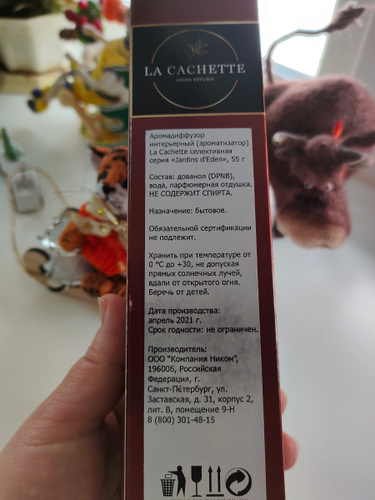 LA CACHETTE
AROMA DIFFUSER
Аромадиффузор
интерьерный (ароматизатор)
La Cachette селективная
серия «Jardins d'Eden», 55 г
Состав: дованол (DPNB),
вода, парфюмерная отдушка.
НЕ СОДЕРЖИТ СПИРТА.
Назначение: бытовое.
Обязательной сертификации
не подлежит.
Хранить при температуре от
0 °C до +30, не допуская
прямых солнечных лучей,
вдали от открытого огня.
Беречь от детей.
Дата производства:
апрель 2021 г.
Срок годности: не ограничен.
Производитель:
ООО "Компания Ником",
196006, Российская
Федерация, г.
Санкт-Петербург, ул.
Заставская, д. 31, корпус 2,
лит. В, помещение 9-Н
8 (800) 301-48-15